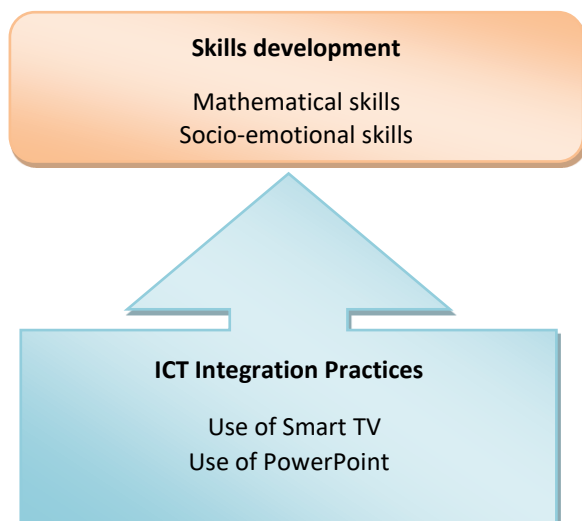 Skills development
Mathematical skills
Socio-emotional skills
ICT Integration Practices
Use of Smart TV
Use of PowerPoint